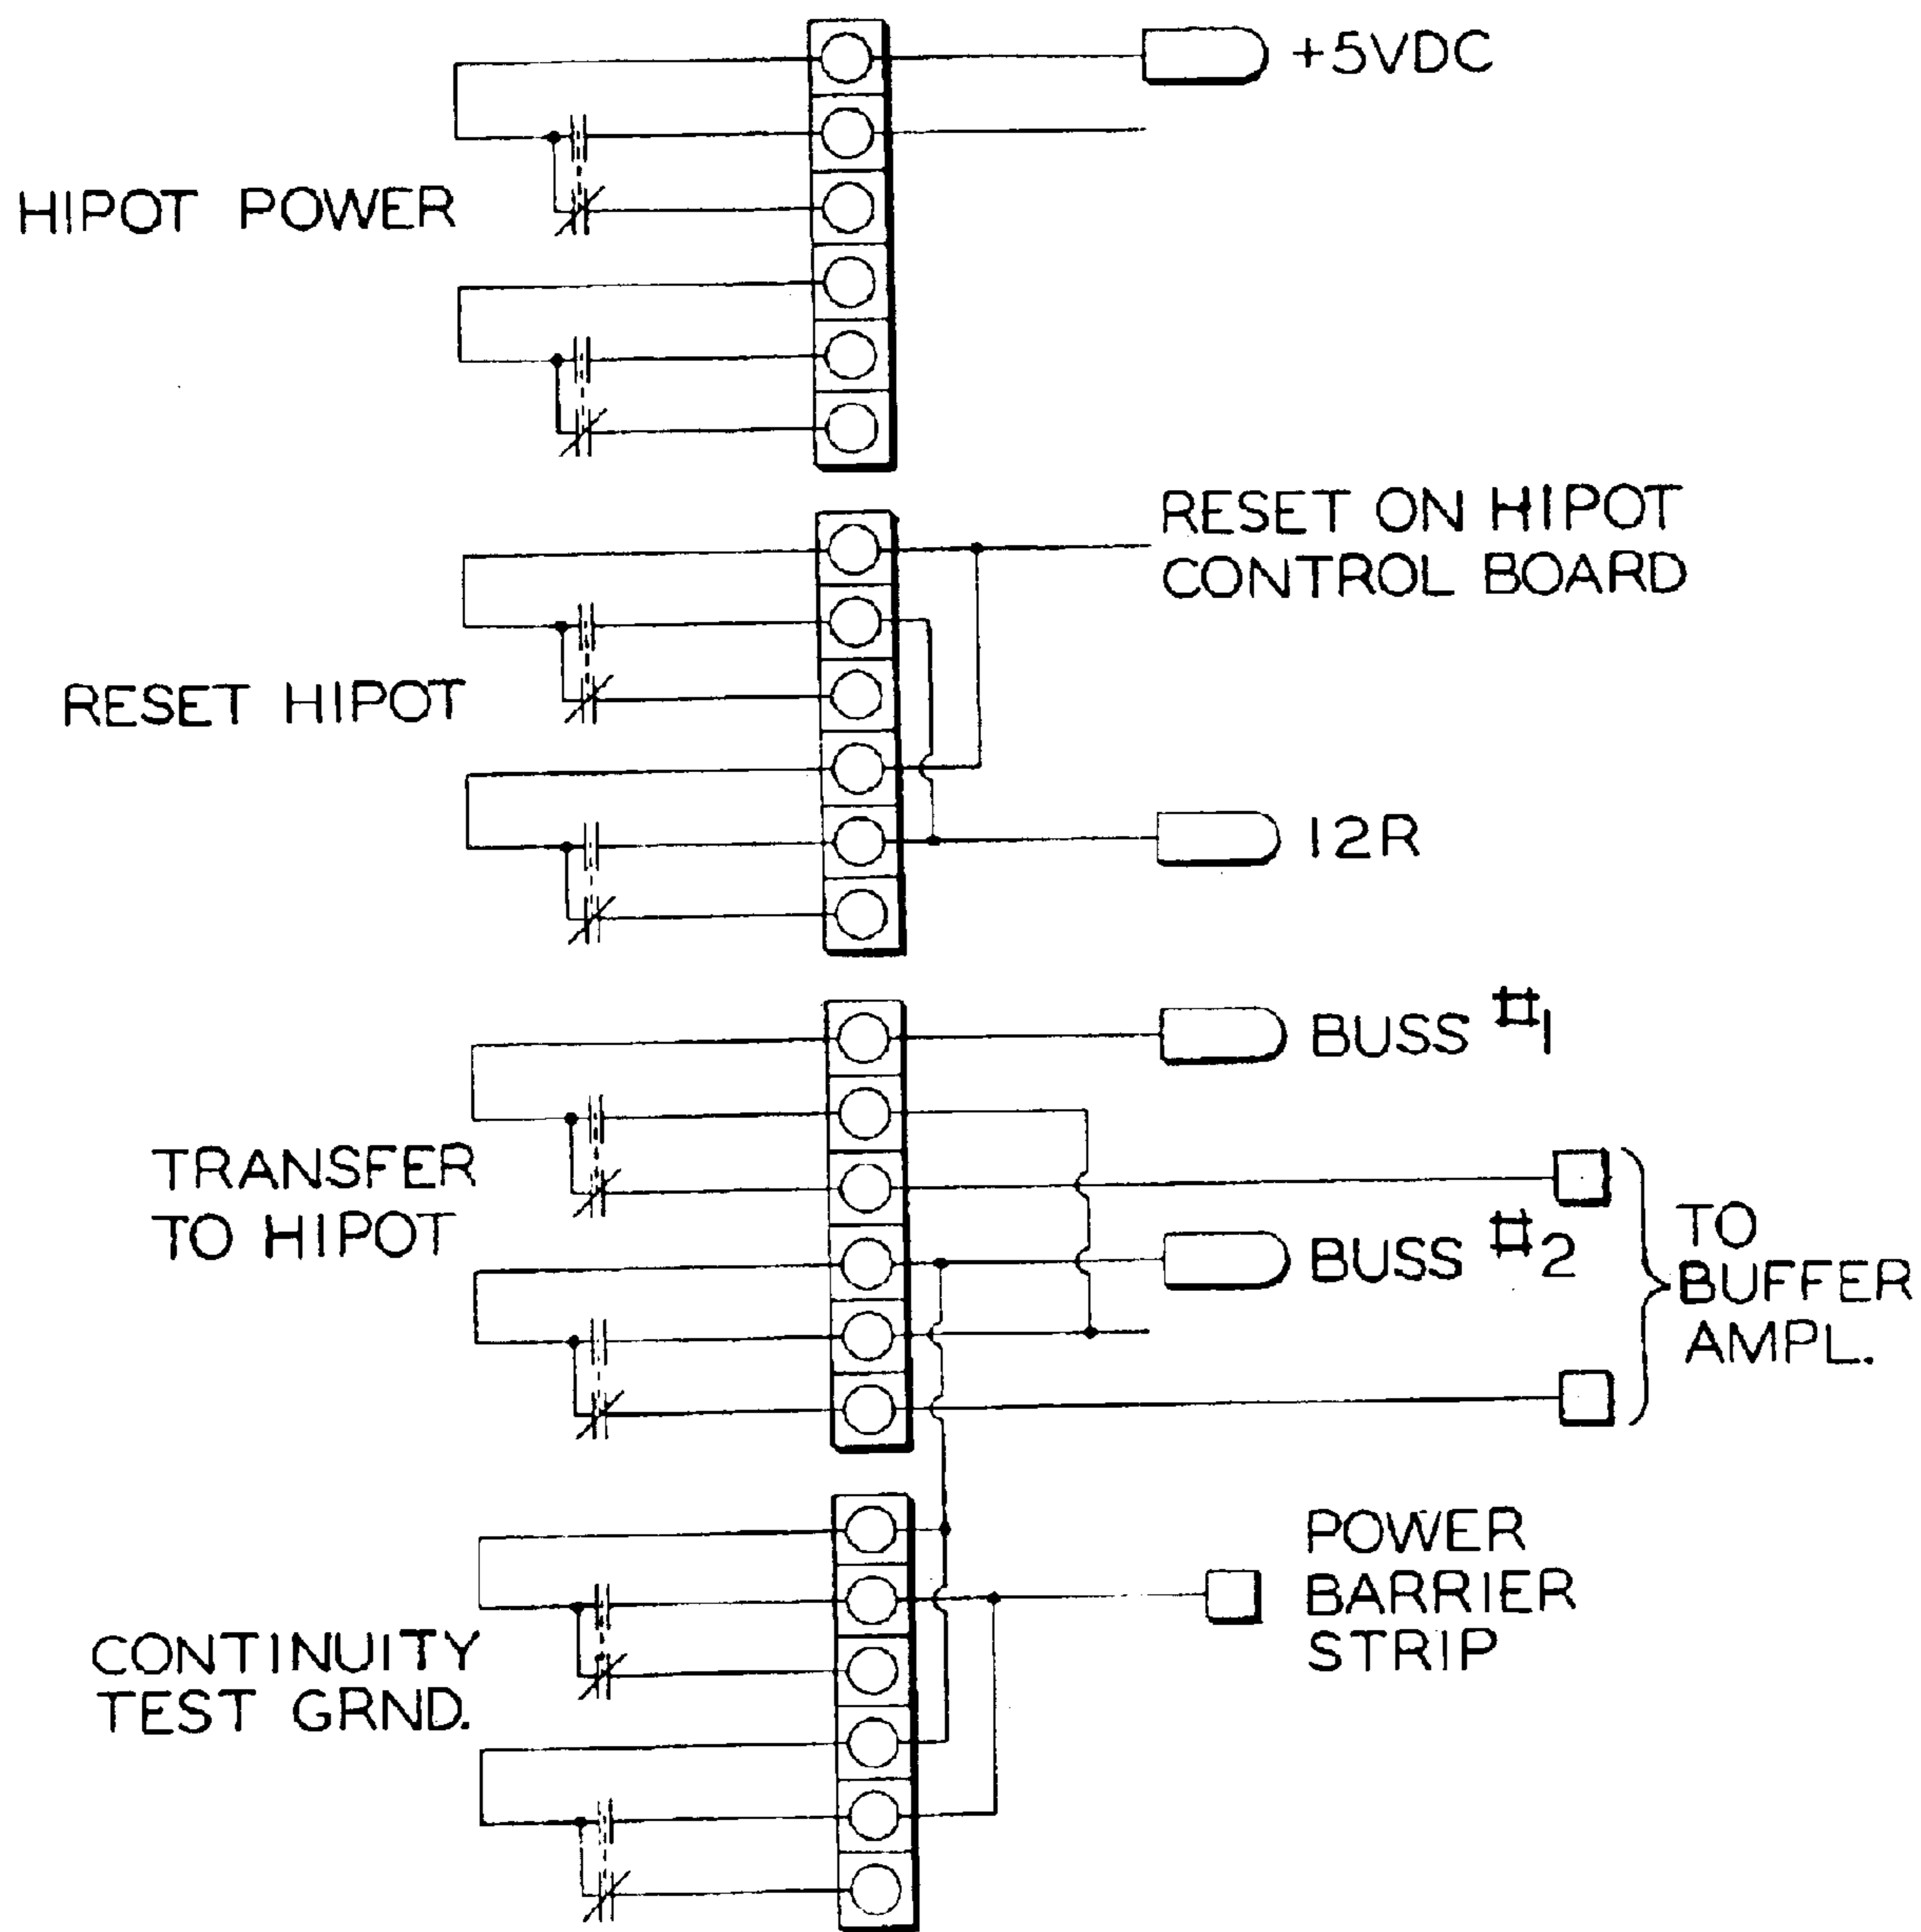 +5VDC
HIPOT POWER
RESET ON HIPOT
CONTROL BOARD
RESET HIPOT
12R
BUSS #1
TRANSFER
TO HIPOT
BUSS #2
TO
BUFFER
AMPL.
POWER
BARRIER
STRIP
CONTINUITY
TEST GRND.